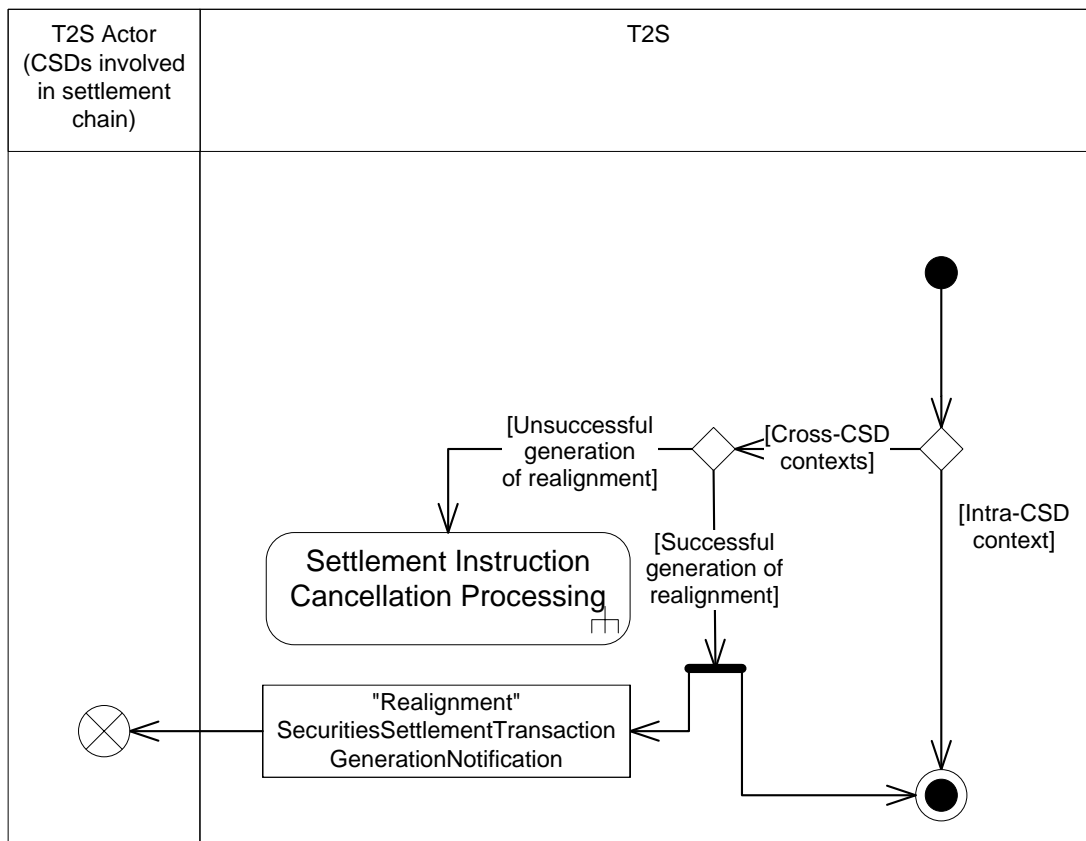 T2S Actor
(CSDs involved
in settlement
chain)
T2S
[Unsuccessful
generation
of realignment]
[Cross-CSD
contexts]
[Intra-CSD
context]
[Successful
generation of
realignment]
Settlement Instruction
Cancellation Processing
"Realignment"
SecuritiesSettlementTransaction
GenerationNotification